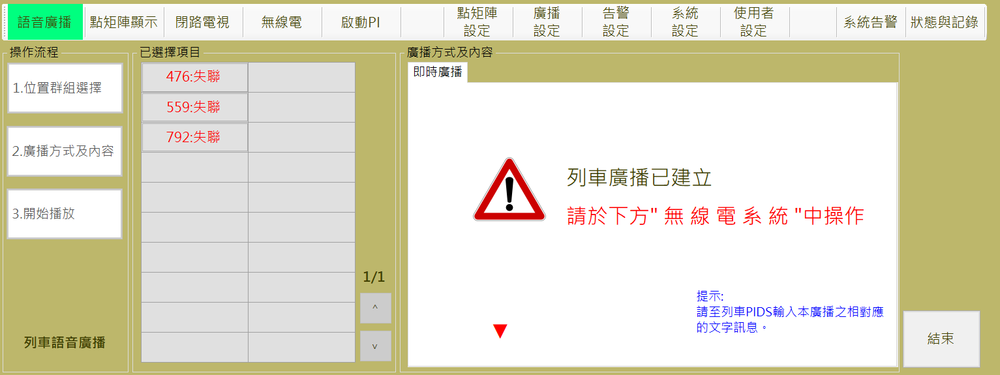 語音廣播
點矩陣顯示
閉路電視
無線電
啟動PI
點矩陣
設定
廣播
設定
告警
設定
系統
設定
使用者
設定
系統告警
狀態與記錄
操作流程
1.位置群組選擇
2.廣播方式及內容
3.開始播放
列車語音廣播
已選擇項目
476:失聯
559:失聯
792:失聯
1/1
^
v
廣播方式及內容
即時廣播
列車廣播已建立
請於下方" 無 線 電 系 統 "中操作
提示:
請至列車PIDS輸入本廣播之相對應
的文字訊息。
結束